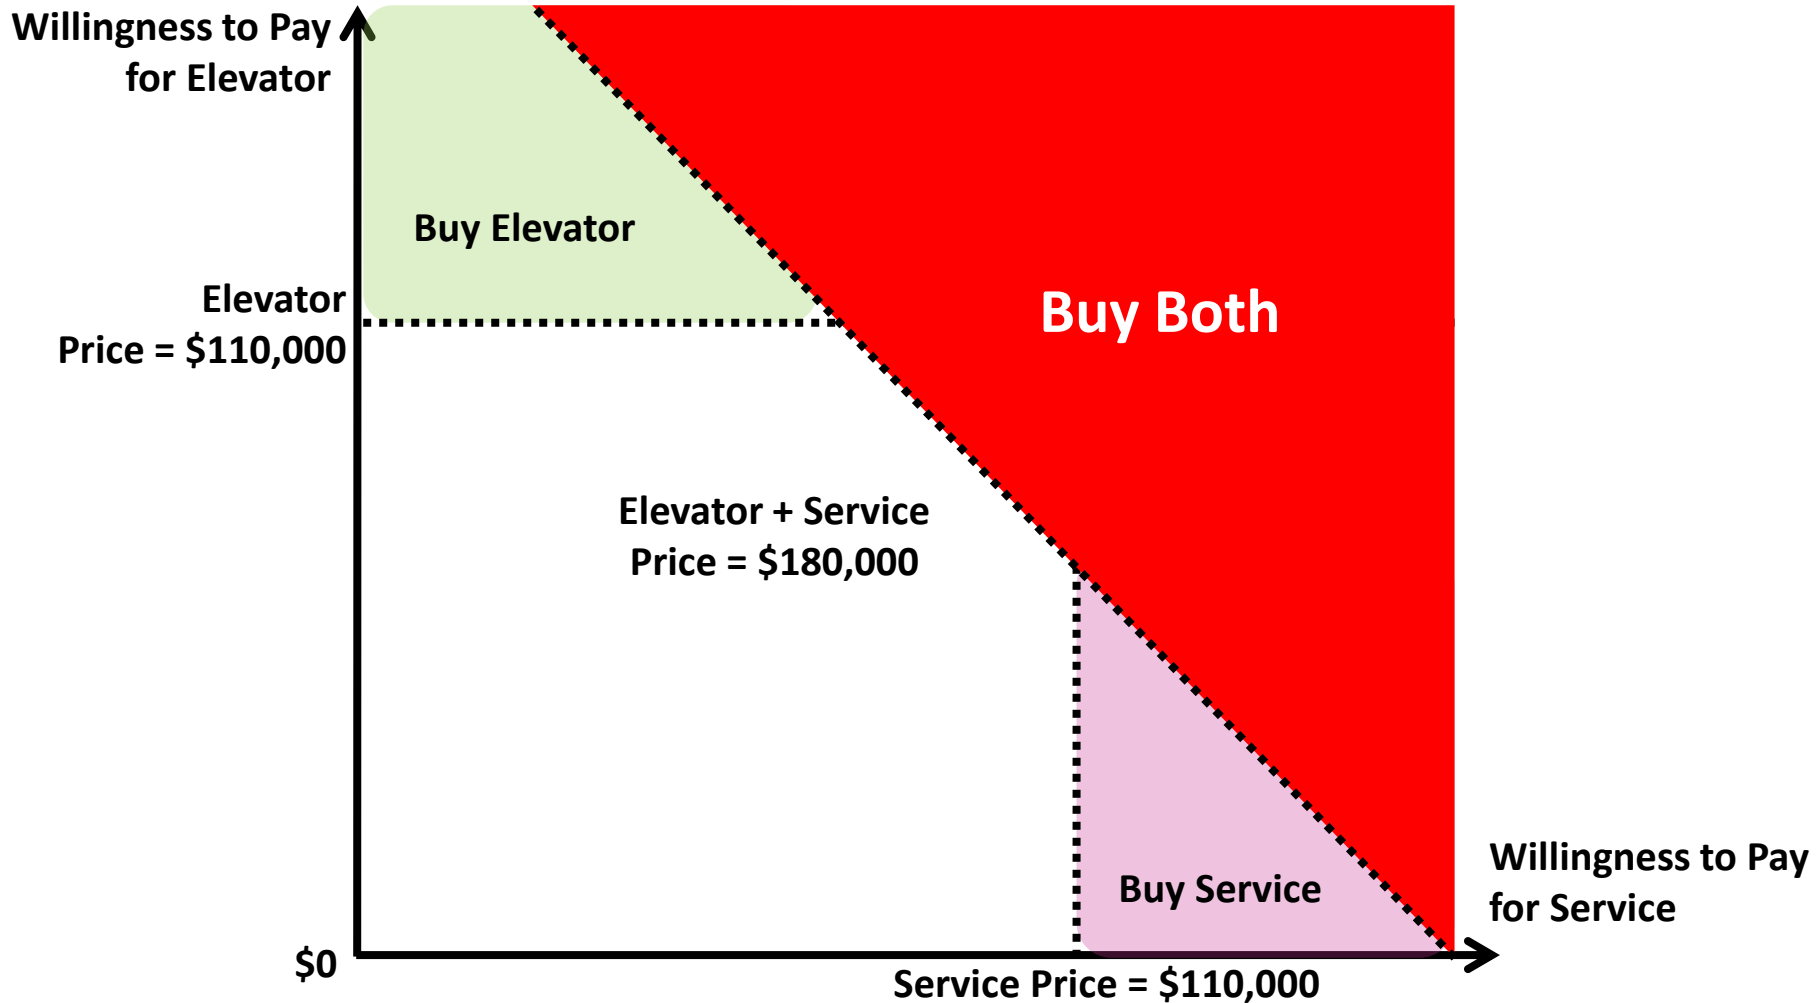 Willingness to Pay
for Elevator
Buy Elevator
Elevator
Price = $110,000
Buy Both
Elevator + Service
Price = $180,000
Buy Service
Willingness to Pay
for Service
$0
Service Price = $110,000